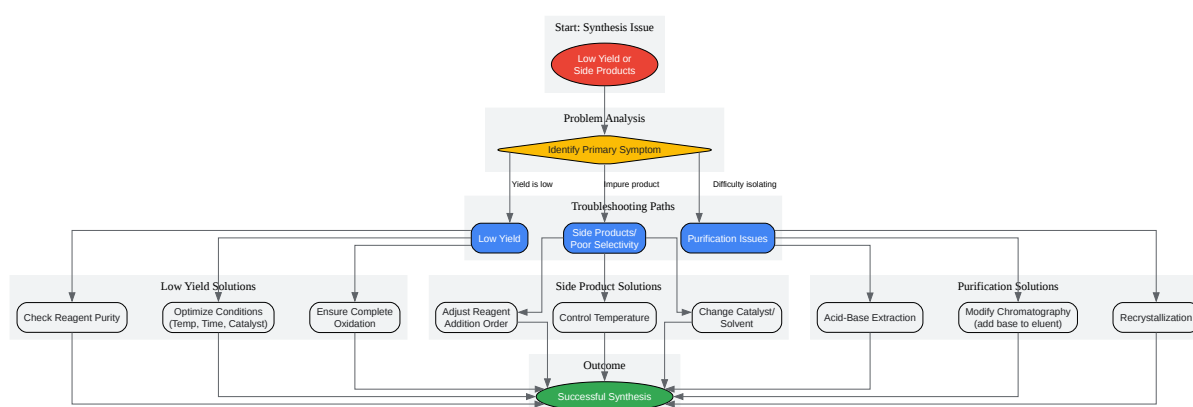 Start: Synthesis Issue
Low Yield or
Side Products
Problem Analysis
Identify Primary Symptom
Yield is low
Impure product
Difficulty isolating
Troubleshooting Paths
Low Yield
Side Products/
Poor Selectivity
Purification Issues
Low Yield Solutions
Side Product Solutions
Purification Solutions
Check Reagent Purity
Optimize Conditions
(Temp, Time, Catalyst)
Ensure Complete
Oxidation
Adjust Reagent
Addition Order
Control Temperature
Change Catalyst/
Solvent
Acid-Base Extraction
Modify Chromatography
(add base to eluent)
Recrystallization
Outcome
Successful Synthesis